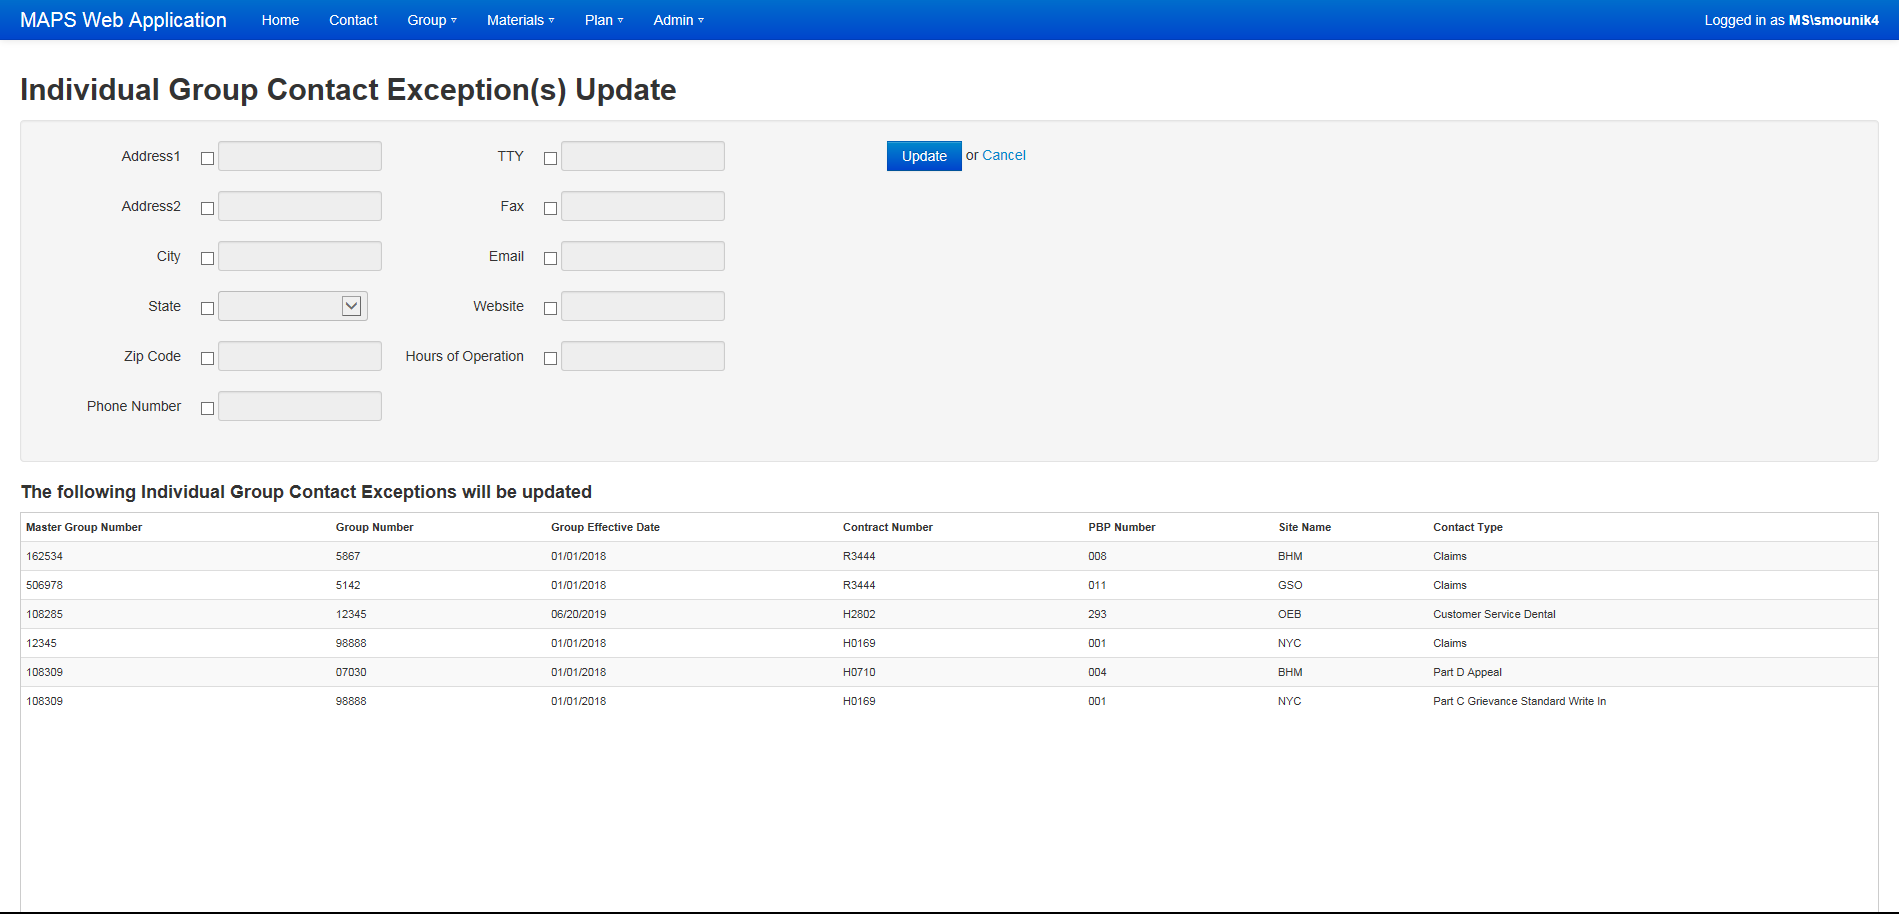 MAPS Web Application Home Contact Group Materials Plan Admin Logged in as MS\smounik4
Individual Group Contact Exception(s) Update
Address1 TTY Update or Cancel
Address2 Fax
City Email
State Website
Zip Code Hours of Operation
Phone Number
The following Individual Group Contact Exceptions will be updated
Master Group Number Group Number Group Effective Date Contract Number PBP Number Site Name Contact Type
162534 5867 01/01/2018 R3444 008 BHM Claims
506978 5142 01/01/2018 R3444 011 GSO Claims
108285 12345 06/20/2019 H2802 293 OEB Customer Service Dental
12345 98888 01/01/2018 H0169 001 NYC Claims
108309 07030 01/01/2018 H0710 004 BHM Part D Appeal
108309 98888 01/01/2018 H0169 001 NYC Part C Grievance Standard Write In